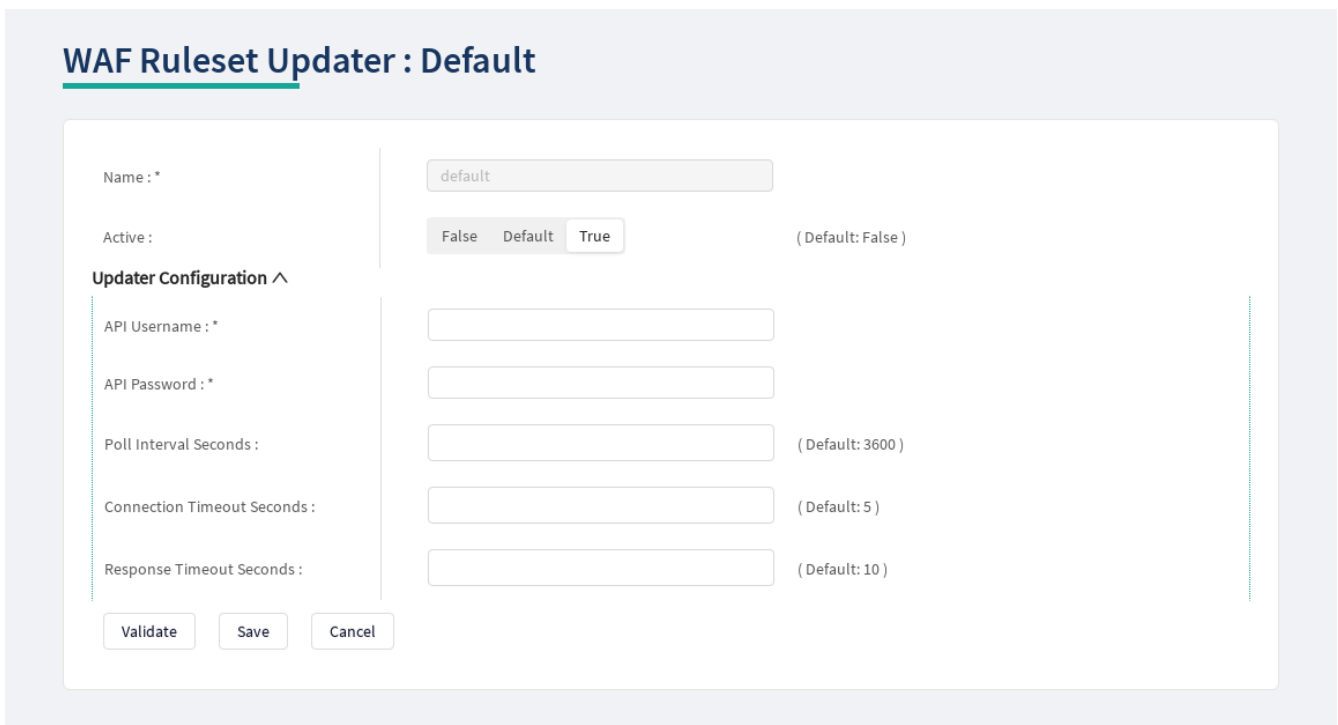 WAF Ruleset Updater : Default
Name : * default
Active : False Default True ( Default: False )
Updater Configuration
API Username : *
API Password : *
Poll Interval Seconds : ( Default: 3600 )
Connection Timeout Seconds : ( Default: 5 )
Response Timeout Seconds : ( Default: 10 )
Validate Save Cancel